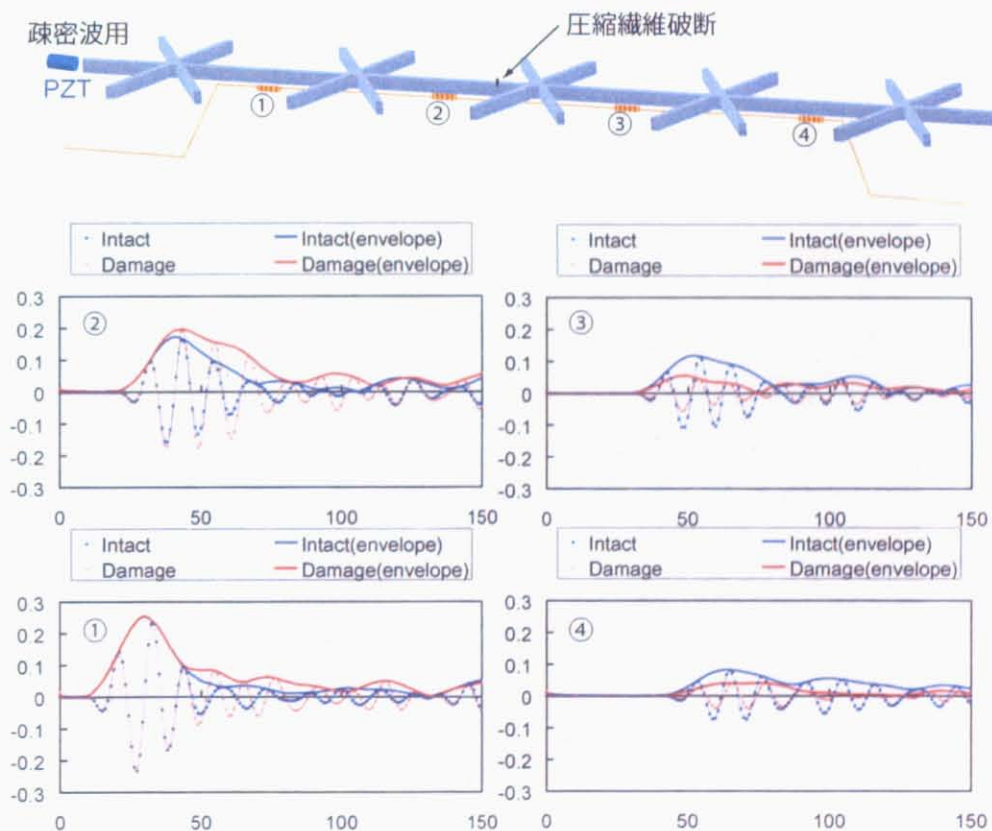 疎密波用
PZT
圧縮繊維破断
①
②
③
④
Intact
Intact(envelope)
Damage
Damage(envelope)
②
0.3
0.2
0.1
0
-0.1
-0.2
-0.3
0
50
100
150
Intact
Intact(envelope)
Damage
Damage(envelope)
③
0.3
0.2
0.1
0
-0.1
-0.2
-0.3
0
50
100
150
Intact
Intact(envelope)
Damage
Damage(envelope)
①
0.3
0.2
0.1
0
-0.1
-0.2
-0.3
0
50
100
150
Intact
Intact(envelope)
Damage
Damage(envelope)
④
0.3
0.2
0.1
0
-0.1
-0.2
-0.3
0
50
100
150